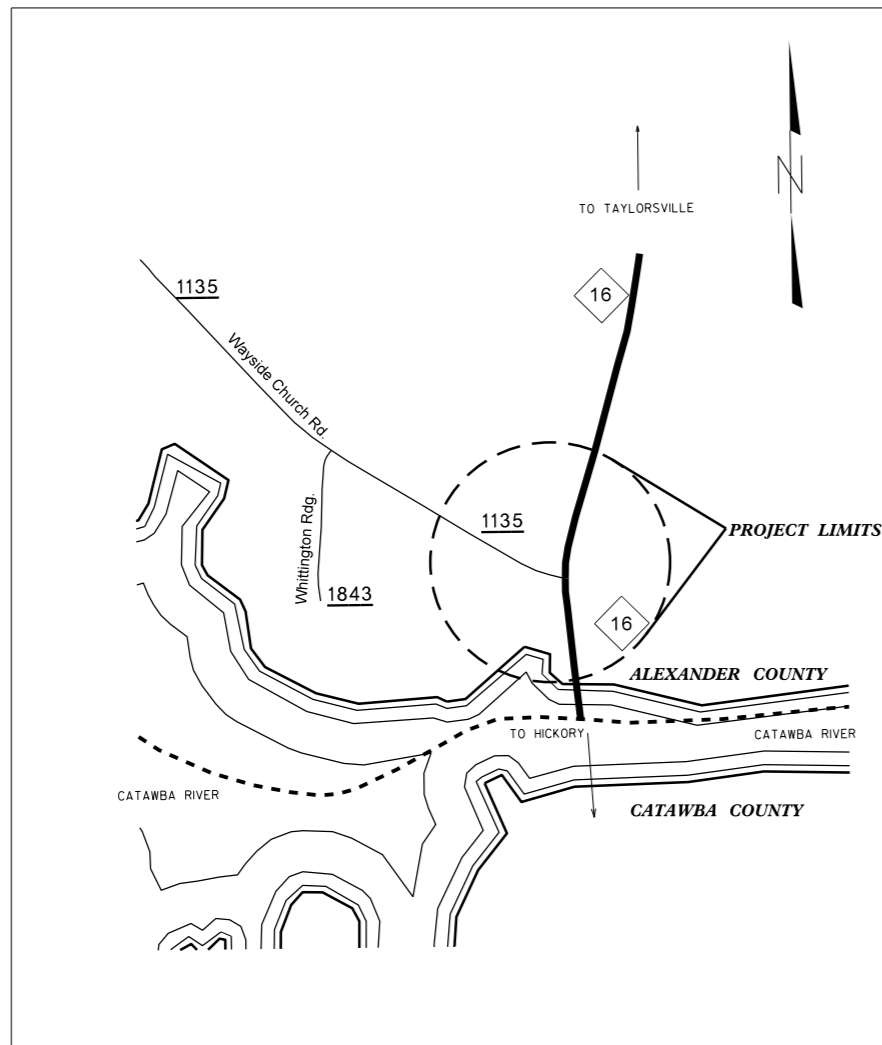 N
TO TAYLORSVILLE
1135
16
Wayside Church Rd.
Whittington Rdg.
1135
PROJECT LIMITS
1843
16
ALEXANDER COUNTY
TO HICKORY
CATAWBA RIVER
CATAWBA RIVER
CATAWBA COUNTY